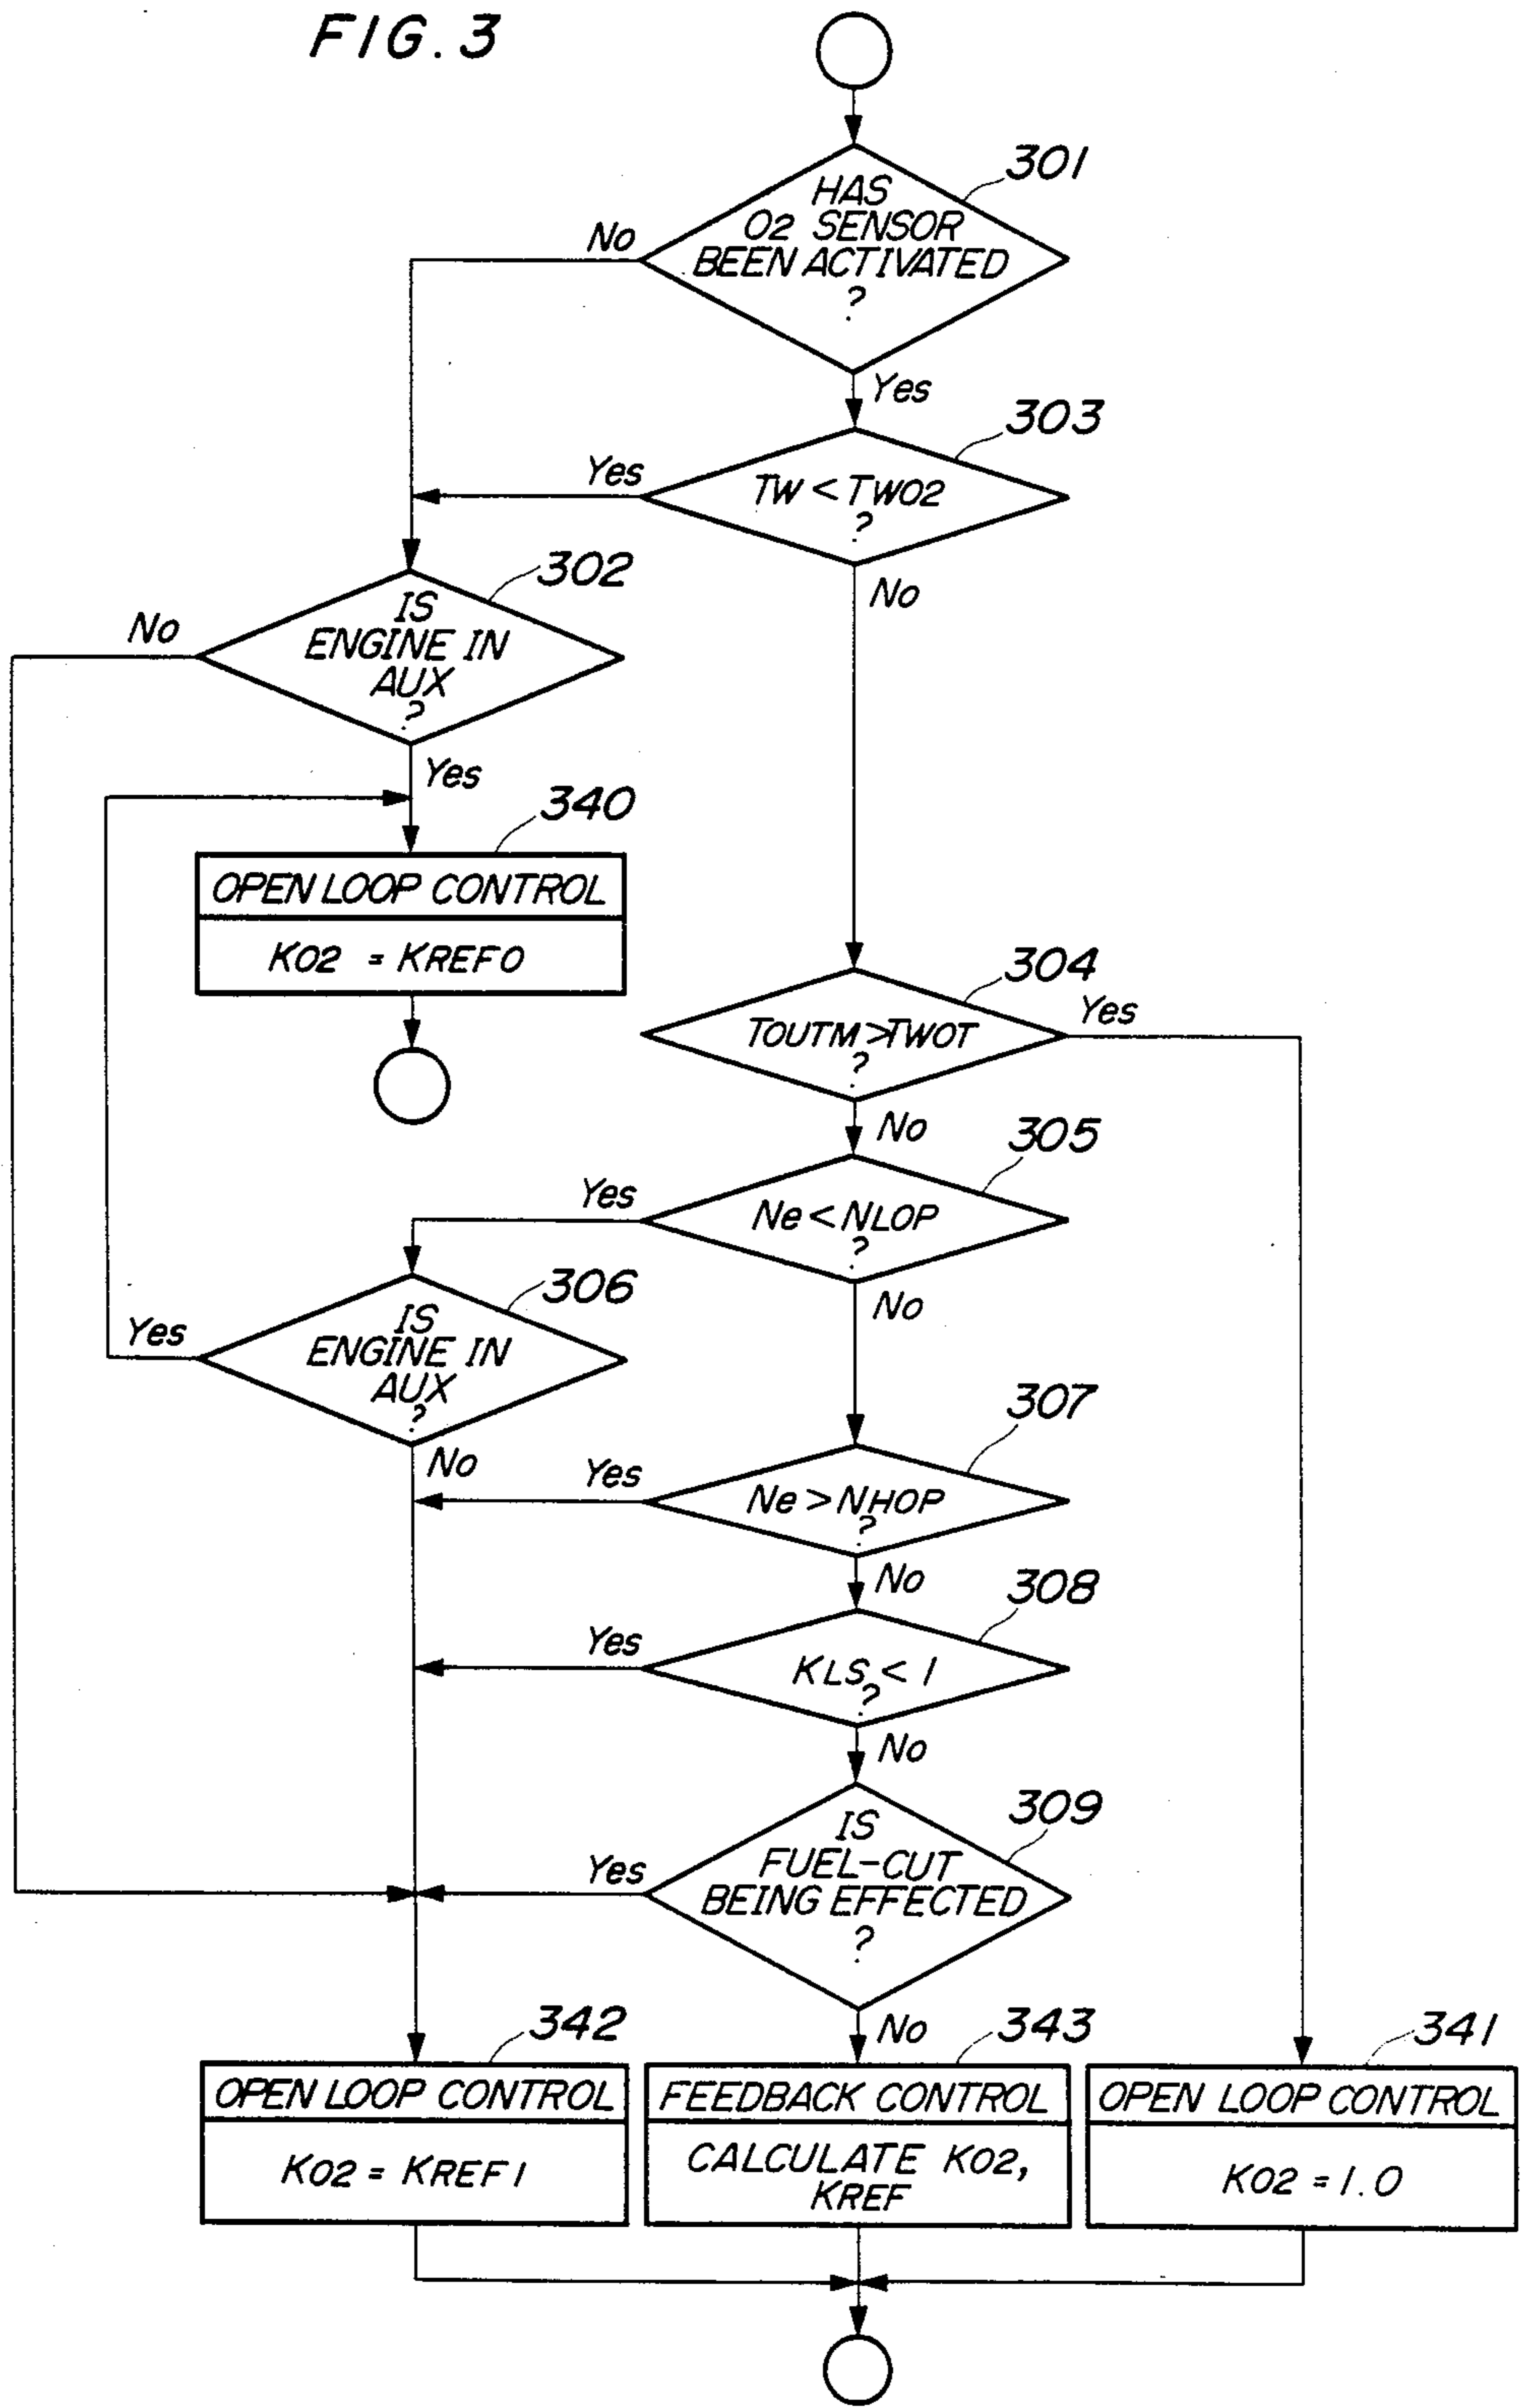 FIG. 3
301
HAS
O2 SENSOR
BEEN ACTIVATED
?
No
Yes
303
TW < TWO2
?
Yes
No
302
IS
ENGINE IN
AUX
?
No
Yes
340
OPEN LOOP CONTROL
KO2 = KREFO
304
TOUTM > TWOT
?
Yes
No
305
Ne < NLOP
?
Yes
No
306
IS
ENGINE IN
AUX
?
Yes
No
307
Ne > NHOP
?
Yes
No
308
KLS < 1
?
Yes
No
309
IS
FUEL-CUT
BEING EFFECTED
?
Yes
No
342
OPEN LOOP CONTROL
KO2 = KREF1
343
FEEDBACK CONTROL
CALCULATE KO2,
KREF
341
OPEN LOOP CONTROL
KO2 = 1.0